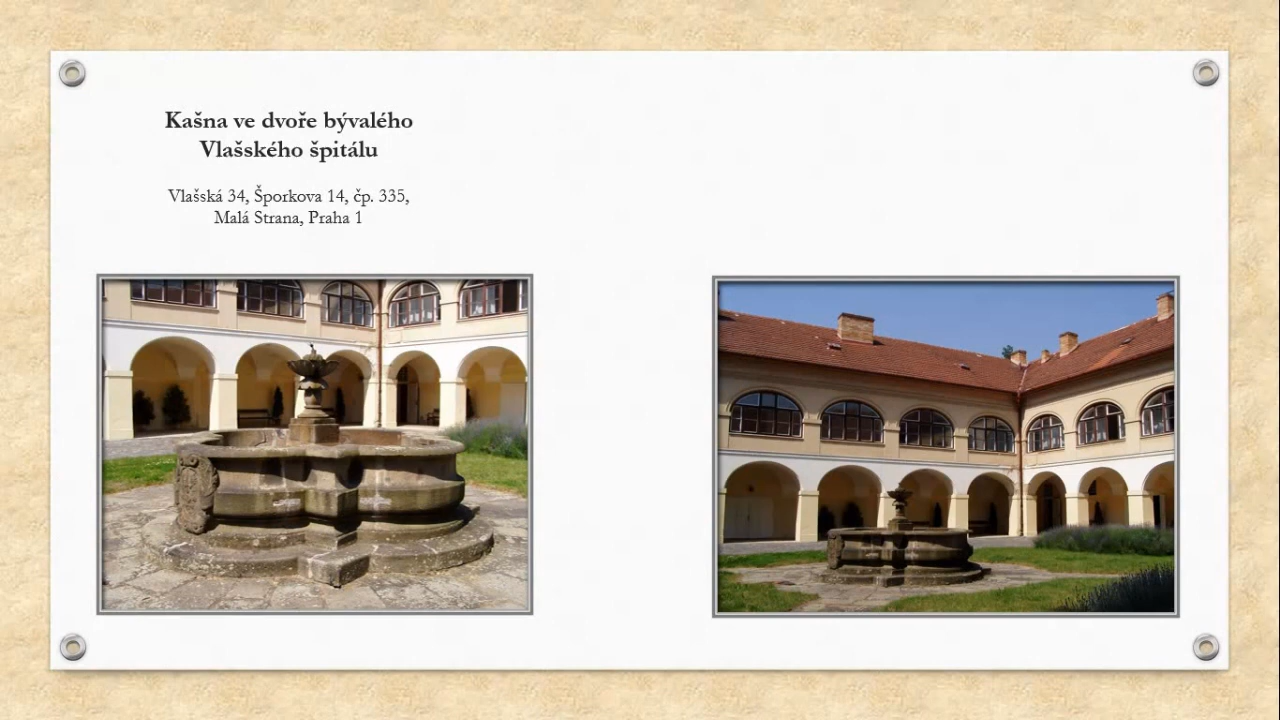 Kašna ve dvoře bývalého
Vlašského špitálu
Vlašská 34, Šporkova 14, čp. 335,
Malá Strana, Praha 1